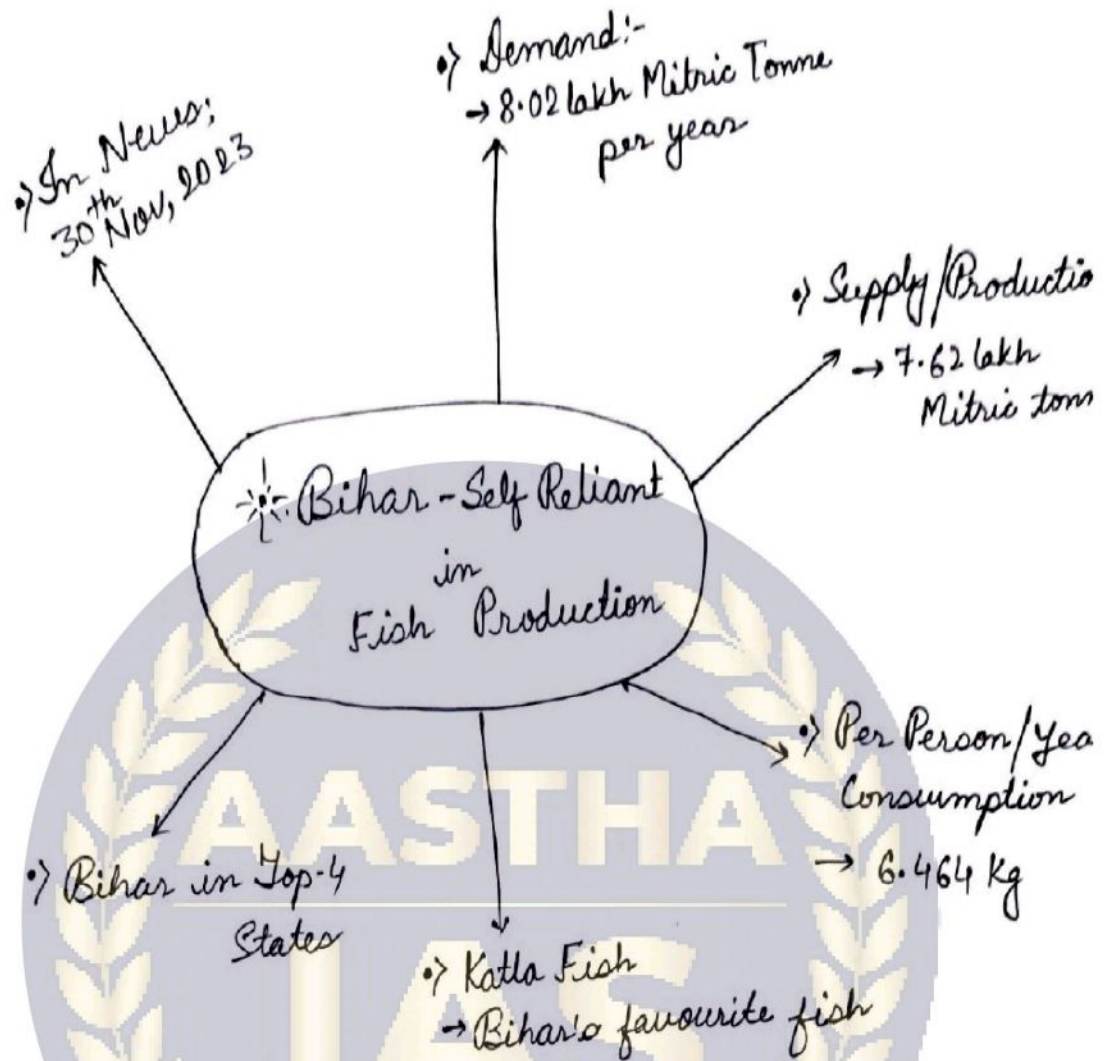 •) In News;
30th Nov, 2023
•) Demand:-
→ 8.02 lakh Mitric Tonne
per year
•) Supply/Productio
→ 7.62 lakh
Mitric tons
Bihar - Self Reliant
in
Fish Production
•) Per Person/Yea
Consumption
→ 6.464 Kg
•) Bihar in Top-4
States
•) Katla Fish
→ Bihar's favourite fish
AASTHA
IAS